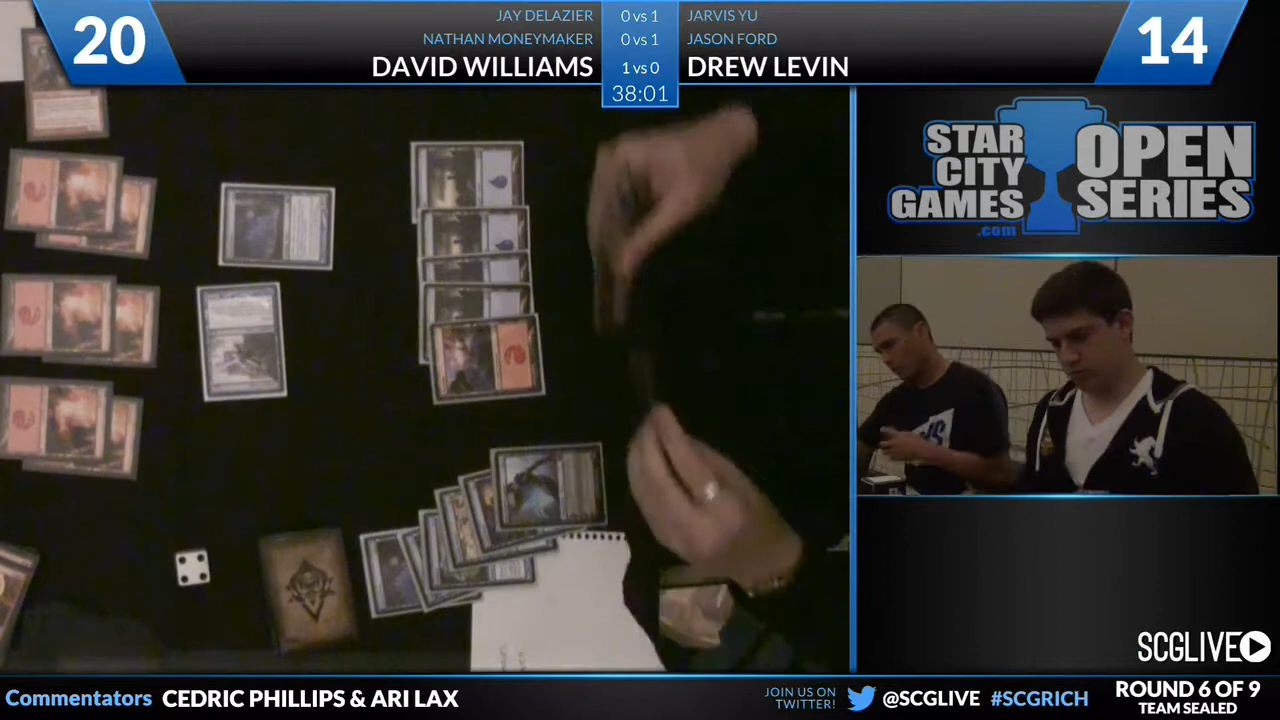 20
JAY DELAZIER 0 vs 1 JARVIS YU
NATHAN MONEYMAKER 0 vs 1 JASON FORD
DAVID WILLIAMS 1 vs 0 DREW LEVIN
38:01
14
STAR CITY GAMES .com OPEN SERIES
SCGLIVE
Commentators CEDRIC PHILLIPS & ARI LAX
JOIN US ON TWITTER! @SCGLIVE #SCGRICH
ROUND 6 OF 9
TEAM SEALED